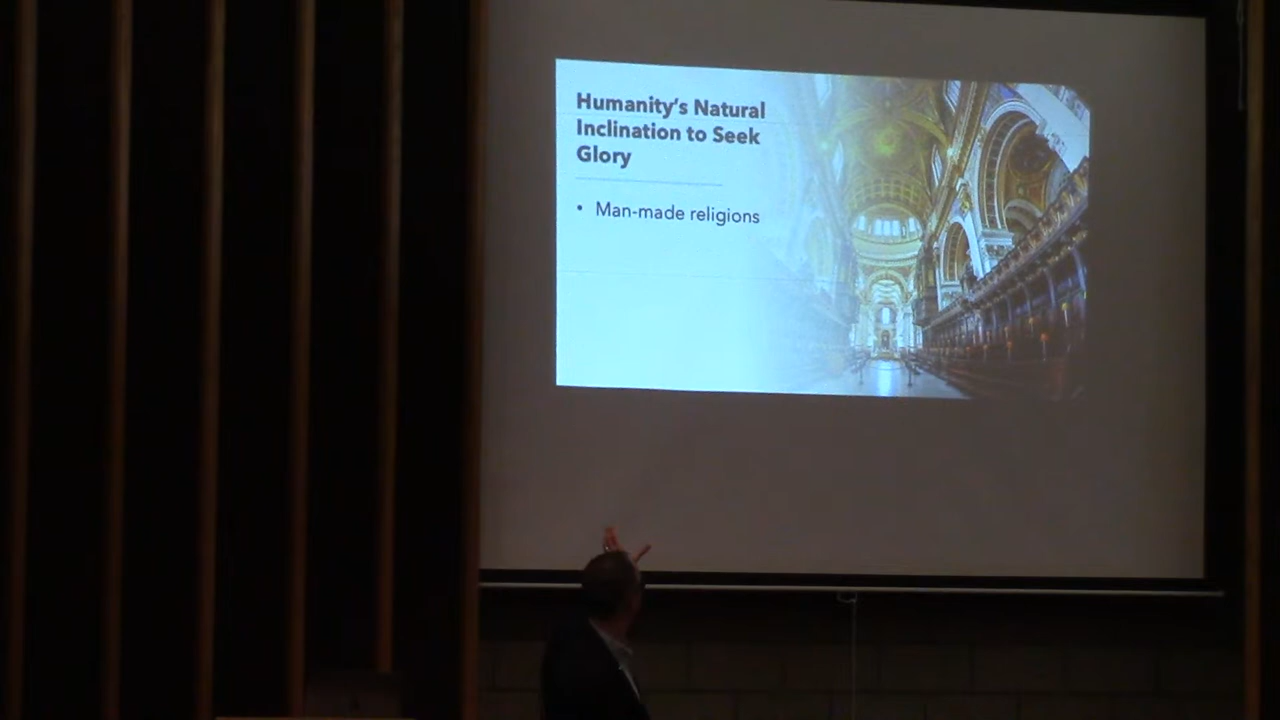 Humanity's Natural
Inclination to Seek
Glory
• Man-made religions